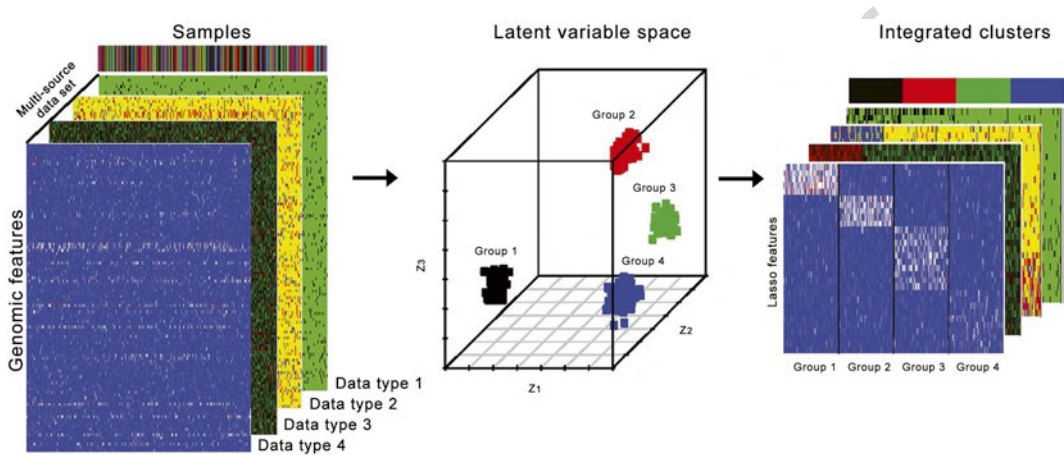 Samples
Multi-source
data set
Genomic features
Data type 1
Data type 2
Data type 3
Data type 4
Latent variable space
Group 2
Group 3
Group 1
Group 4
Z3
Z2
Z1
Integrated clusters
Lasso features
Group 1 Group 2 Group 3 Group 4